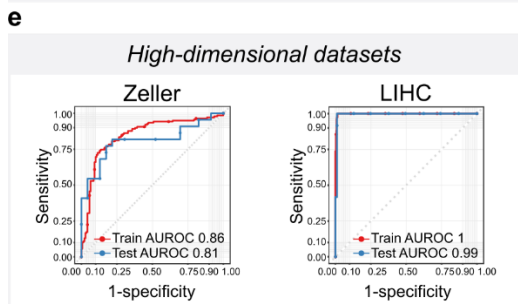 e
High-dimensional datasets
Zeller
LIHC
Sensitivity
1.00
0.90
0.75
0.50
0.25
0.10
0.00
Train AUROC 0.86
Test AUROC 0.81
0.00 0.10 0.25 0.50 0.75 0.90 1.00
1-specificity
Sensitivity
1.00
0.90
0.75
0.50
0.25
0.10
0.00
Train AUROC 1
Test AUROC 0.99
0.00 0.10 0.25 0.50 0.75 0.90 1.00
1-specificity